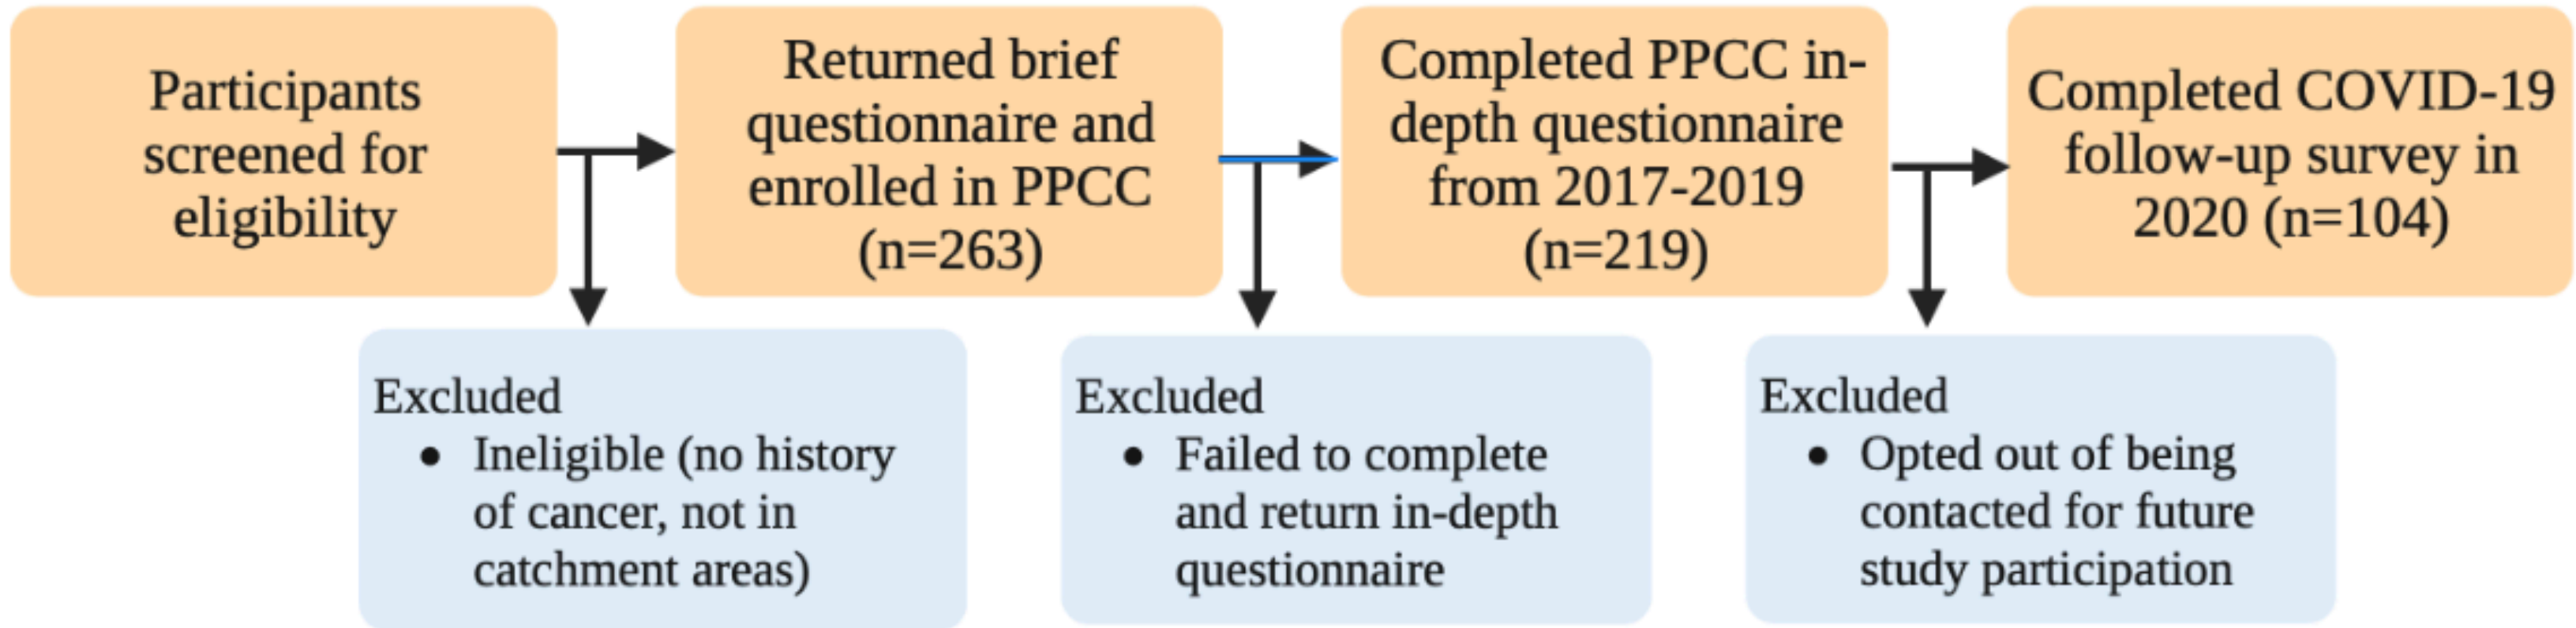 Participants
screened for
eligibility
Returned brief
questionnaire and
enrolled in PPCC
(n=263)
Completed PPCC in-
depth questionnaire
from 2017-2019
(n=219)
Completed COVID-19
follow-up survey in
2020 (n=104)
Excluded
• Ineligible (no history
of cancer, not in
catchment areas)
Excluded
• Failed to complete
and return in-depth
questionnaire
Excluded
• Opted out of being
contacted for future
study participation